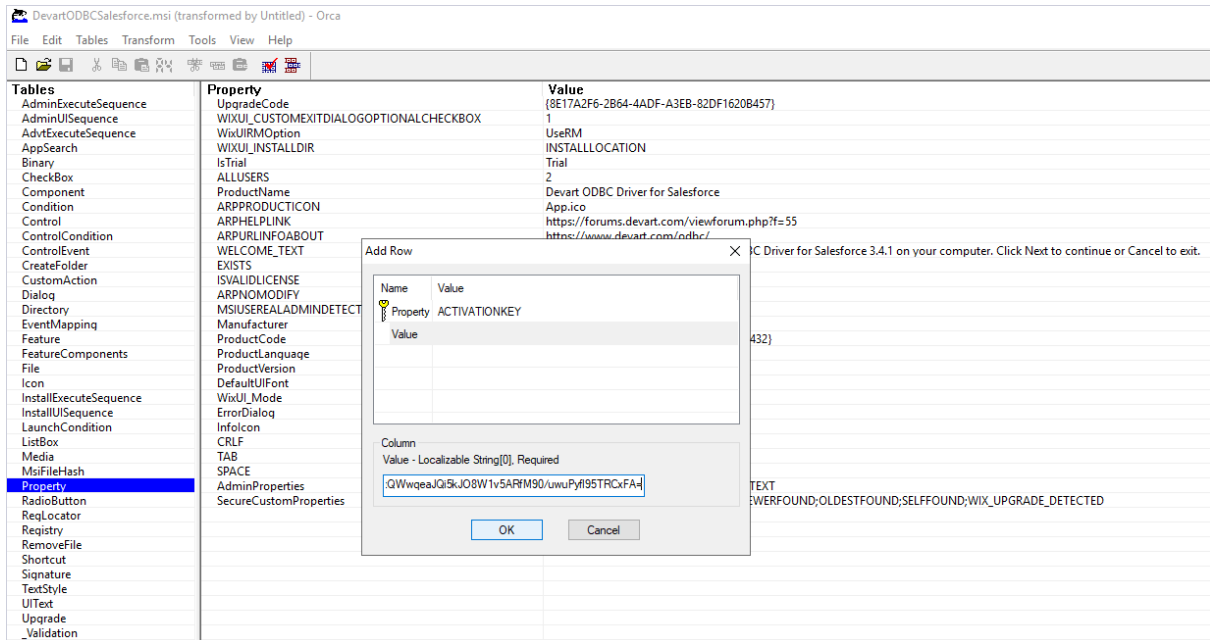 DevartODBCSalesforce.msi (transformed by Untitled) - Orca
File Edit Tables Transform Tools View Help
Tables Property Value
AdminExecuteSequence UpgradeCode {8E17A2F6-2B64-4ADF-A3EB-82DF1620B457}
AdminUISequence WIXUI_CUSTOMEXITDIALOGOPTIONALCHECKBOX 1
AdvtExecuteSequence WixUIRMOption UseRM
AppSearch WIXUI_INSTALLDIR INSTALLLOCATION
Binary IsTrial Trial
CheckBox ALLUSERS 2
Component ProductName Devart ODBC Driver for Salesforce
Condition ARPPRODUCTICON App.ico
Control ARPHELPLINK https://forums.devart.com/viewforum.php?f=55
ControlCondition ARPURLINFOABOUT https://www.devart.com/odbc/
ControlEvent WELCOME_TEXT BC Driver for Salesforce 3.4.1 on your computer. Click Next to continue or Cancel to exit.
CreateFolder EXISTS
CustomAction ISVALIDLICENSE
Dialog ARPNOMODIFY
Directory MSIUSEREALADMINDETECT
EventMapping Manufacturer
Feature ProductCode 432}
FeatureComponents ProductLanguage
File ProductVersion
Icon DefaultUIFont
InstallExecuteSequence WixUI_Mode
InstallUISequence ErrorDialog
LaunchCondition InfoIcon
ListBox CRLF
Media TAB
MsiFileHash SPACE
Property AdminProperties TEXT
RadioButton SecureCustomProperties EWERFOUND;OLDESTFOUND;SELFFOUND;WIX_UPGRADE_DETECTED
RegLocator
Registry
RemoveFile
Shortcut
Signature
TextStyle
UIText
Upgrade
_Validation
Add Row
Name Value
Property ACTIVATIONKEY
Value
Column
Value - Localizable String[0], Required
:QWwqeaJQi5kJO8W1v5ARfM90/uwuPyfI95TRCxFA=
OK Cancel